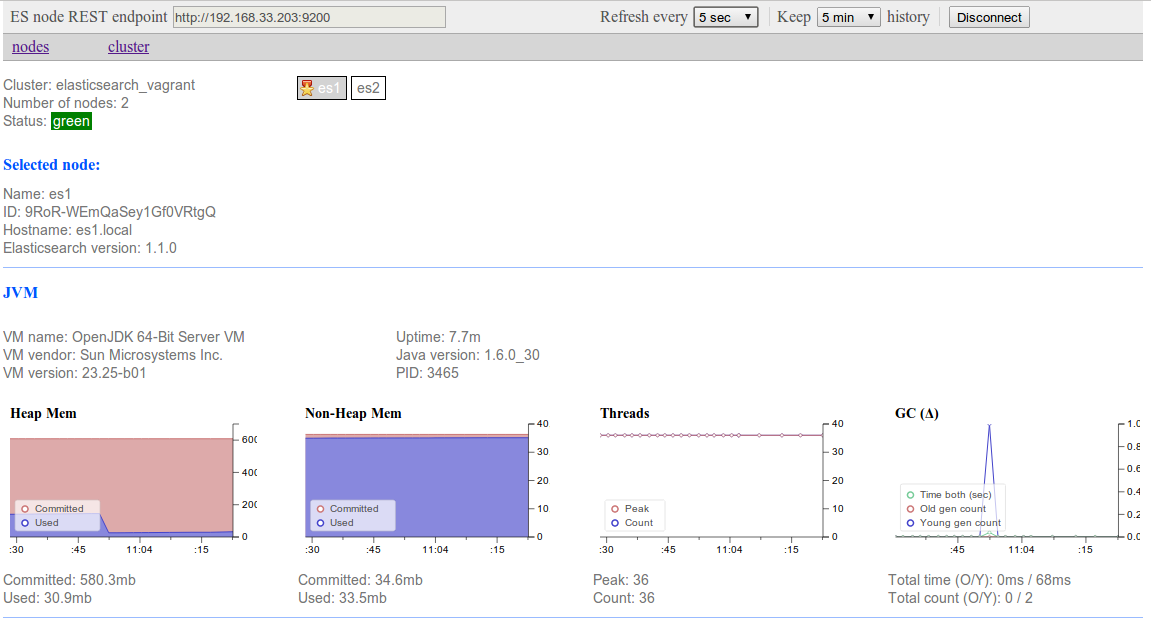 ES node REST endpoint http://192.168.33.203:9200 Refresh every 5 sec Keep 5 min history Disconnect
nodes cluster
Cluster: elasticsearch_vagrant es1 es2
Number of nodes: 2
Status: green
Selected node:
Name: es1
ID: 9RoR-WEmQaSey1Gf0VRtgQ
Hostname: es1.local
Elasticsearch version: 1.1.0
JVM
VM name: OpenJDK 64-Bit Server VM Uptime: 7.7m
VM vendor: Sun Microsystems Inc. Java version: 1.6.0_30
VM version: 23.25-b01 PID: 3465
Heap Mem
600
400
200
0
Committed
Used
:30 :45 11:04 :15
Committed: 580.3mb
Used: 30.9mb
Non-Heap Mem
40
30
20
10
0
Committed
Used
:30 :45 11:04 :15
Committed: 34.6mb
Used: 33.5mb
Threads
40
30
20
10
0
Peak
Count
:30 :45 11:04 :15
Peak: 36
Count: 36
GC (Δ)
1.0
0.8
0.6
0.4
0.2
0.0
Time both (sec)
Old gen count
Young gen count
:45 11:04 :15
Total time (O/Y): 0ms / 68ms
Total count (O/Y): 0 / 2